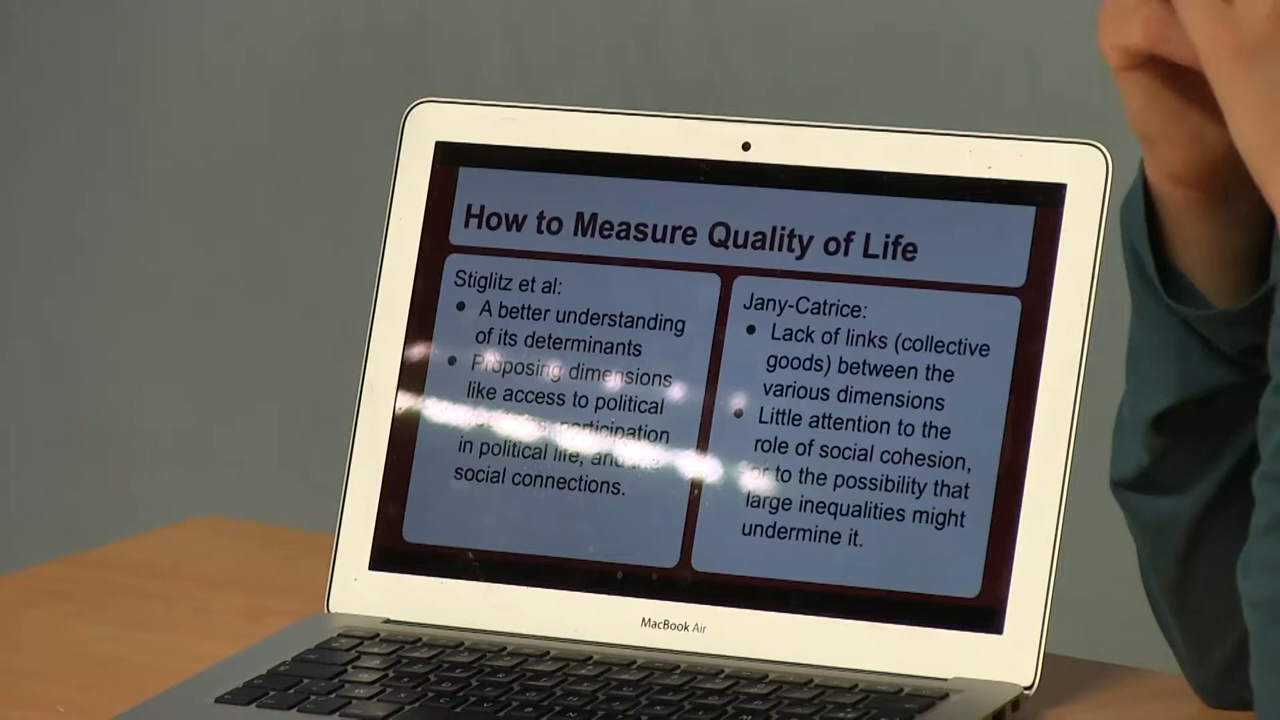 How to Measure Quality of Life
Stiglitz et al:
• A better understanding
of its determinants
• Proposing dimensions
like access to political
participation
in political life, and
social connections.
Jany-Catrice:
• Lack of links (collective
goods) between the
various dimensions
• Little attention to the
role of social cohesion,
or to the possibility that
large inequalities might
undermine it.
MacBook Air